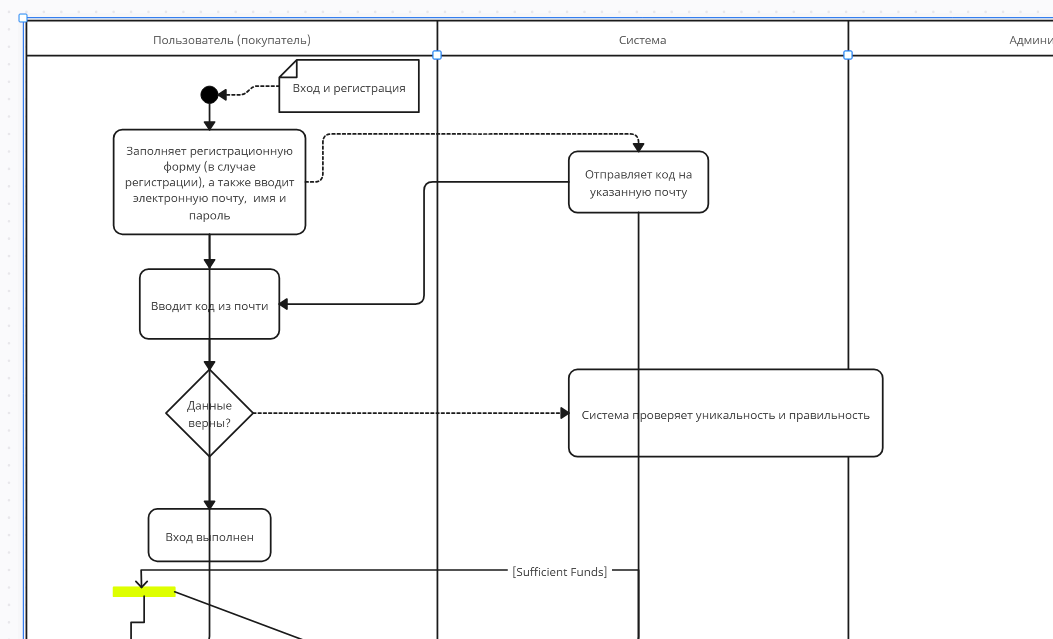 Пользователь (покупатель)
Система
Админи
Вход и регистрация
Заполняет регистрационную
форму (в случае
регистрации), а также вводит
электронную почту, имя и
пароль
Отправляет код на
указанную почту
Вводит код из почти
Данные
верны?
Система проверяет уникальность и правильность
Вход выполнен
[Sufficient Funds]